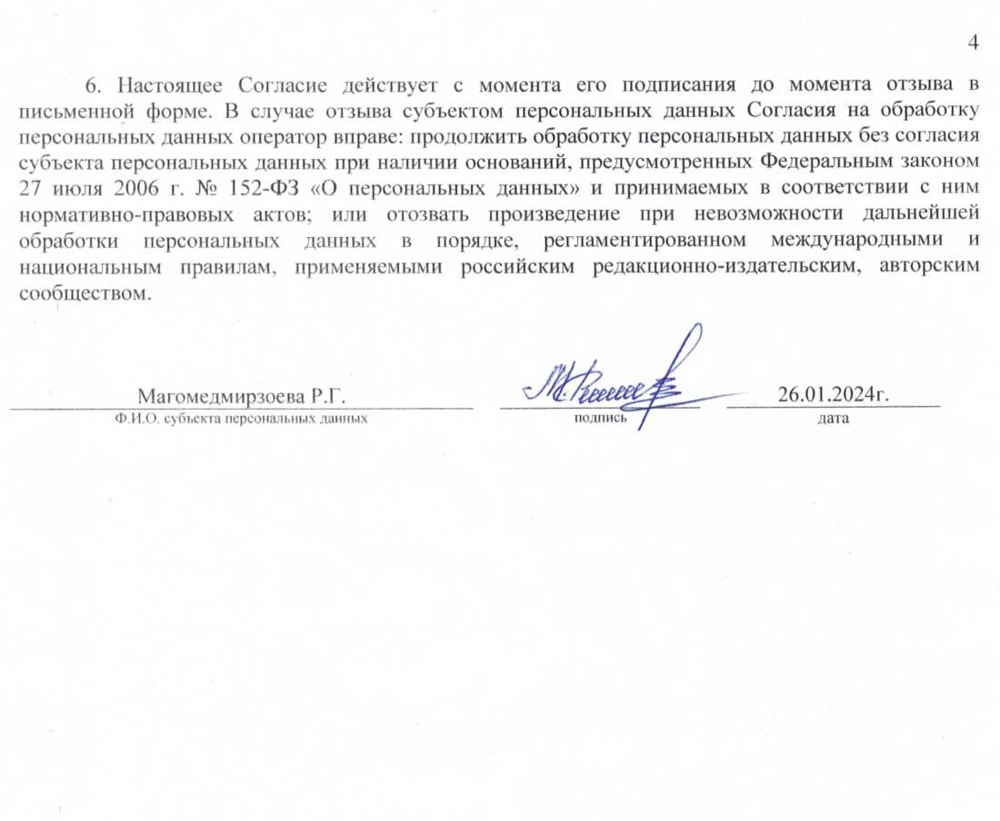 4
6. Настоящее Согласие действует с момента его подписания до момента отзыва в
письменной форме. В случае отзыва субъектом персональных данных Согласия на обработку
персональных данных оператор вправе: продолжить обработку персональных данных без согласия
субъекта персональных данных при наличии оснований, предусмотренных Федеральным законом
27 июля 2006 г. № 152-ФЗ «О персональных данных» и принимаемых в соответствии с ним
нормативно-правовых актов; или отозвать произведение при невозможности дальнейшей
обработки персональных данных в порядке, регламентированном международными и
национальным правилам, применяемыми российским редакционно-издательским, авторским
сообществом.
Магомедмирзоева Р.Г. 26.01.2024г.
Ф.И.О. субъекта персональных данных подпись дата